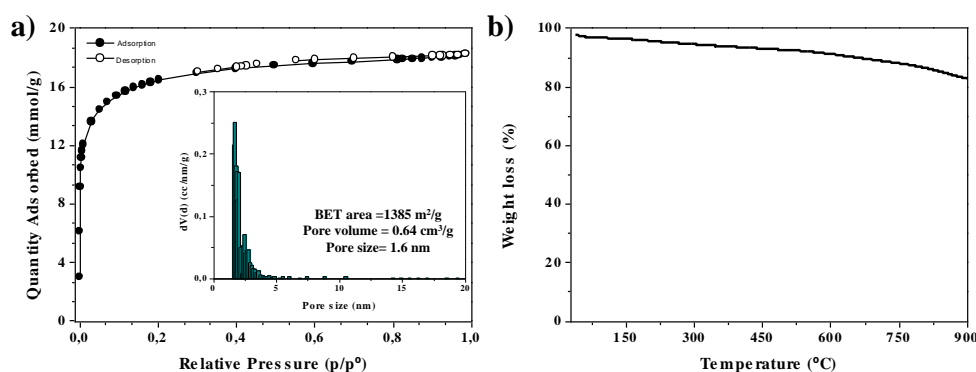 a)
Adsorption
Desorption
Quantity Adsorbed (mmol/g)
20
16
12
8
4
0
0,0
0,2
0,4
0,6
0,8
1,0
Relative Pressure (p/pº)
0,3
0,2
0,1
0,0
dV(d) (cc/nm/g)
0
5
10
15
20
Pore size (nm)
BET area =1385 m²/g
Pore volume = 0.64 cm³/g
Pore size= 1.6 nm
b)
Weight loss (%)
100
80
60
40
20
0
150
300
450
600
750
900
Temperature (ºC)